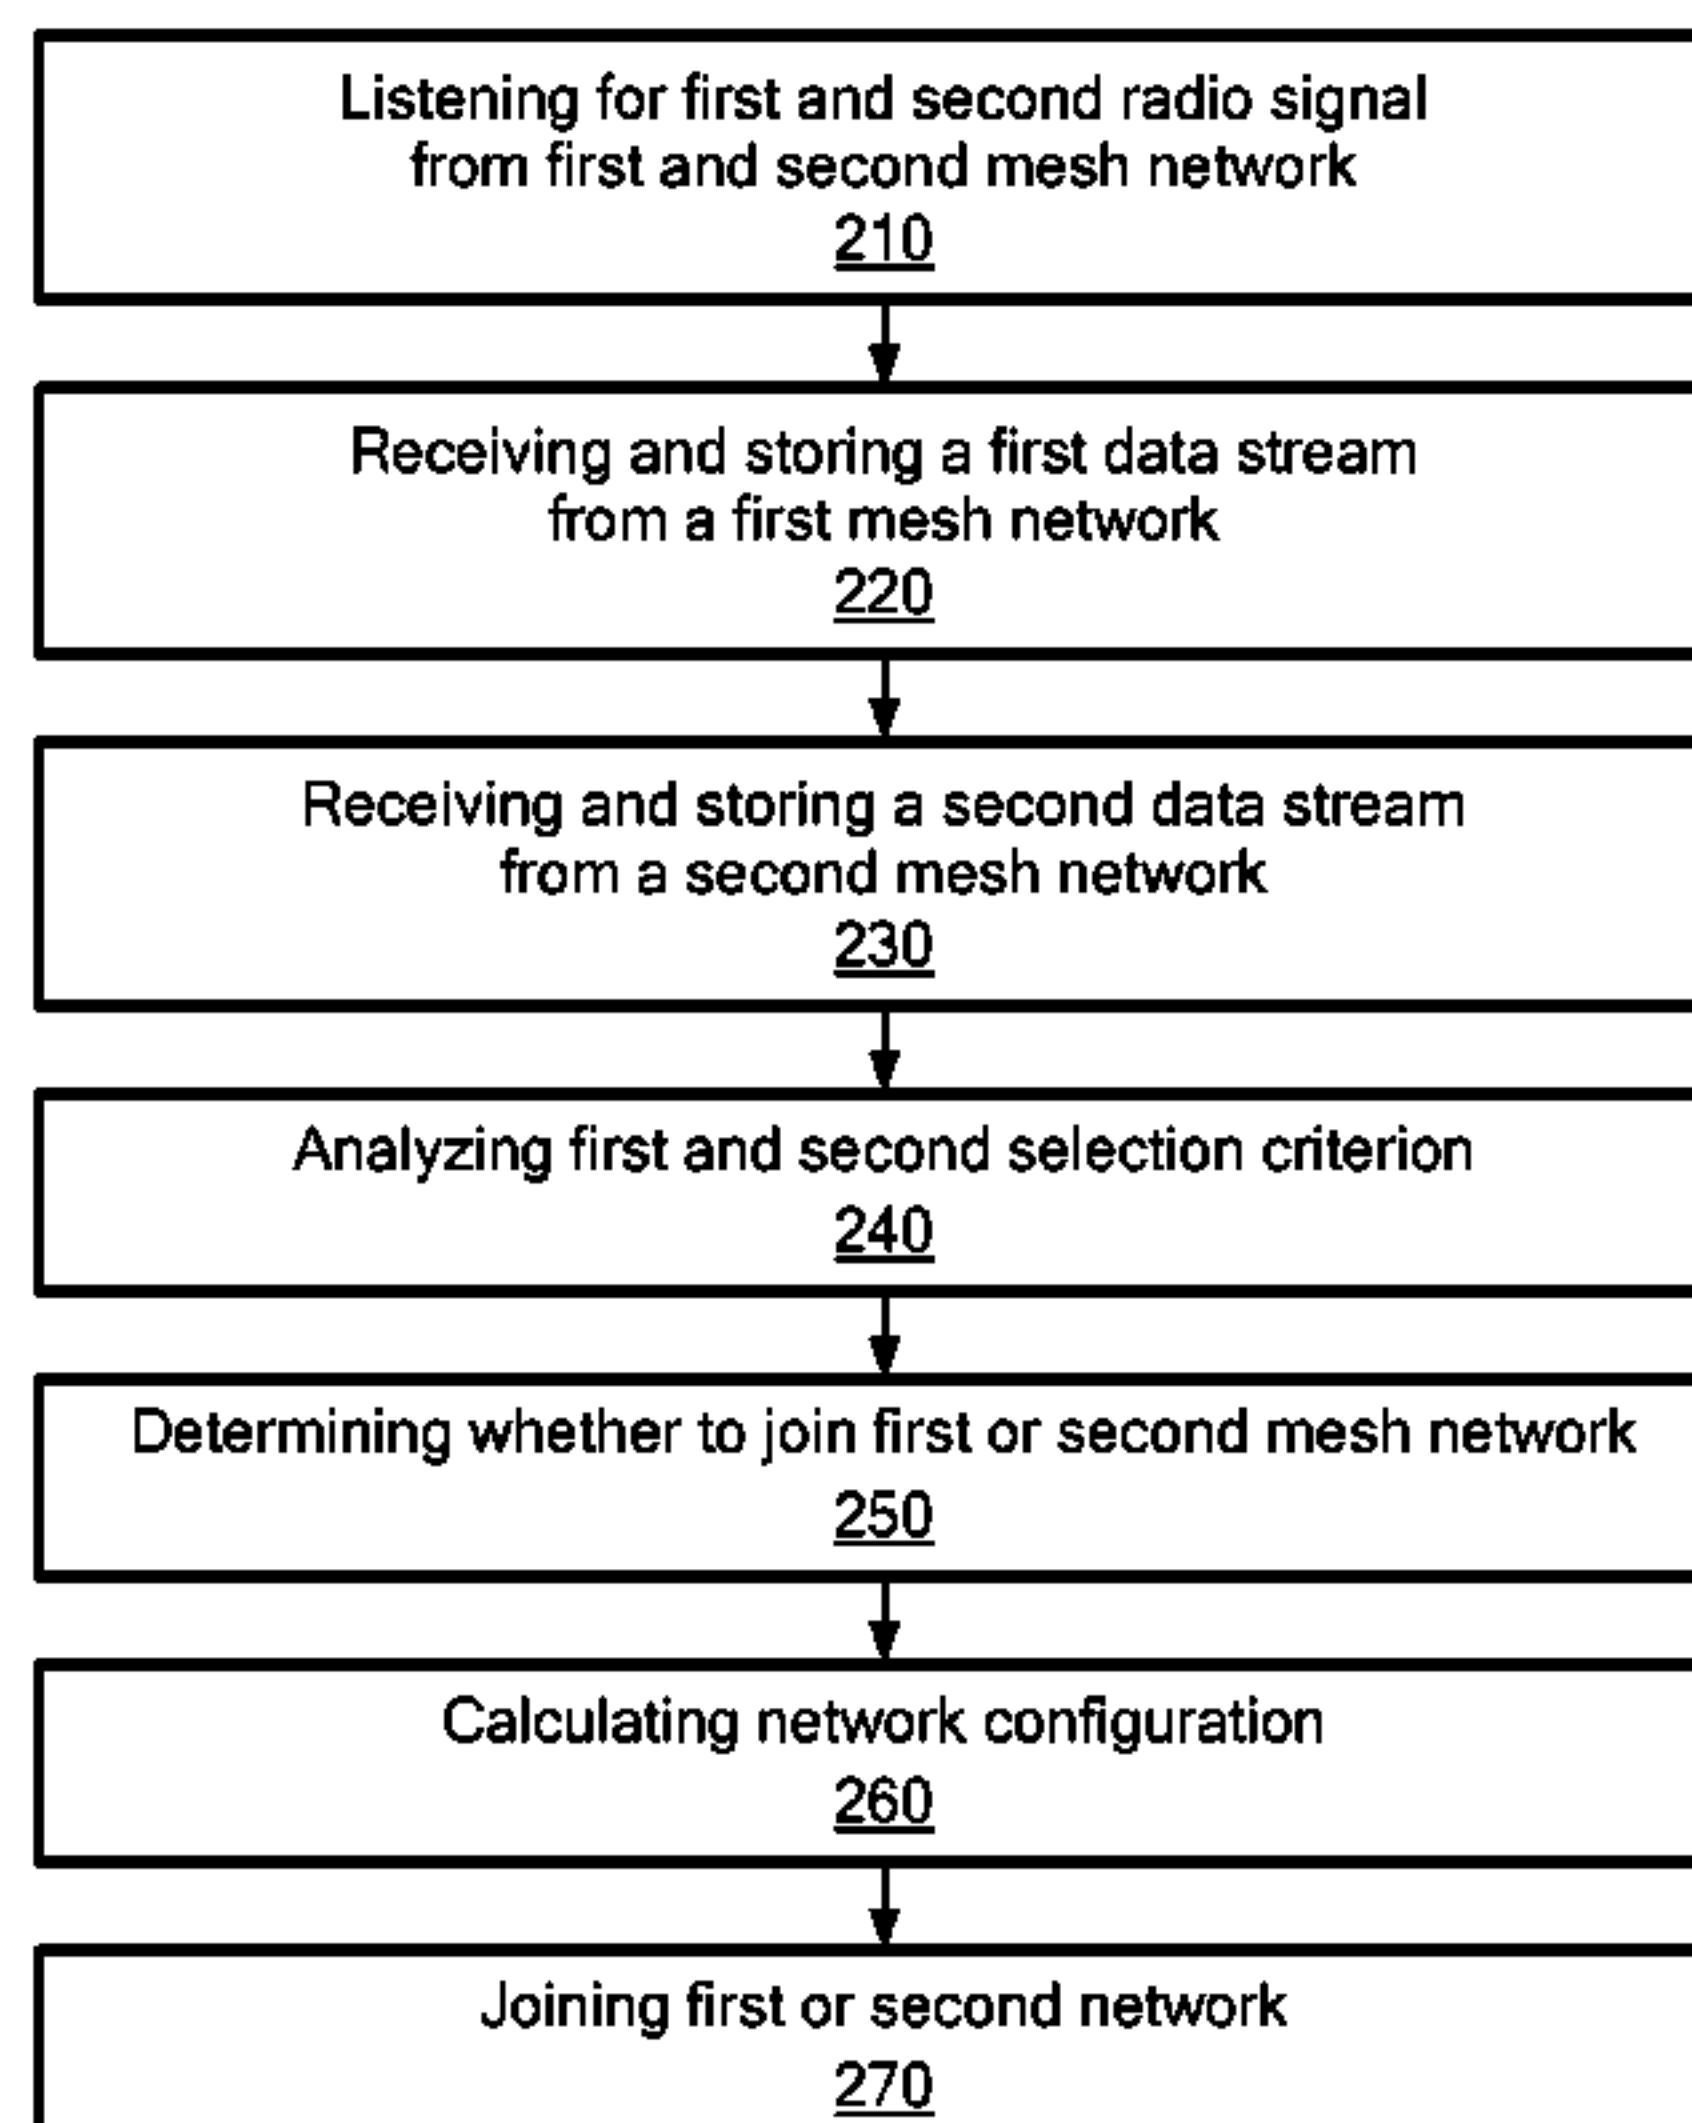 Listening for first and second radio signal
from first and second mesh network
210
Receiving and storing a first data stream
from a first mesh network
220
Receiving and storing a second data stream
from a second mesh network
230
Analyzing first and second selection criterion
240
Determining whether to join first or second mesh network
250
Calculating network configuration
260
Joining first or second network
270